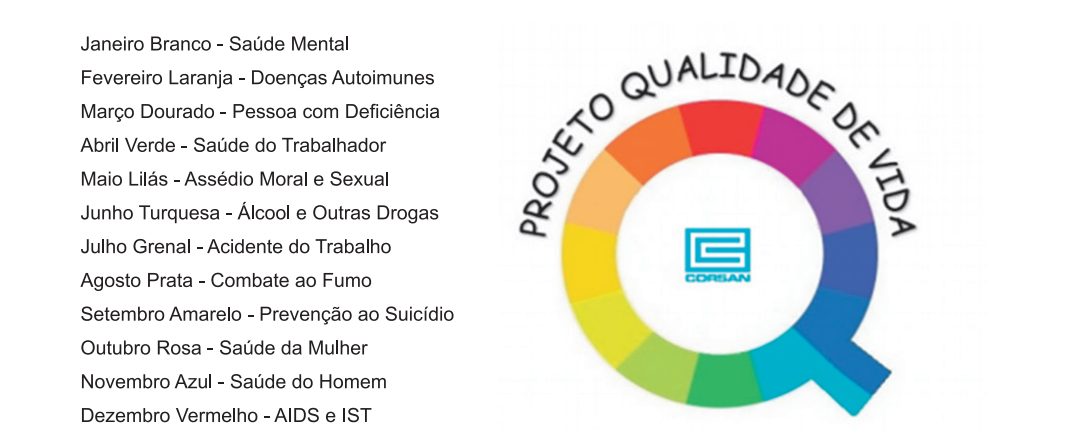 Janeiro Branco - Saúde Mental
Fevereiro Laranja - Doenças Autoimunes
Março Dourado - Pessoa com Deficiência
Abril Verde - Saúde do Trabalhador
Maio Lilás - Assédio Moral e Sexual
Junho Turquesa - Álcool e Outras Drogas
Julho Grenal - Acidente do Trabalho
Agosto Prata - Combate ao Fumo
Setembro Amarelo - Prevenção ao Suicídio
Outubro Rosa - Saúde da Mulher
Novembro Azul - Saúde do Homem
Dezembro Vermelho - AIDS e IST
PROJETO QUALIDADE DE VIDA
CORSAN